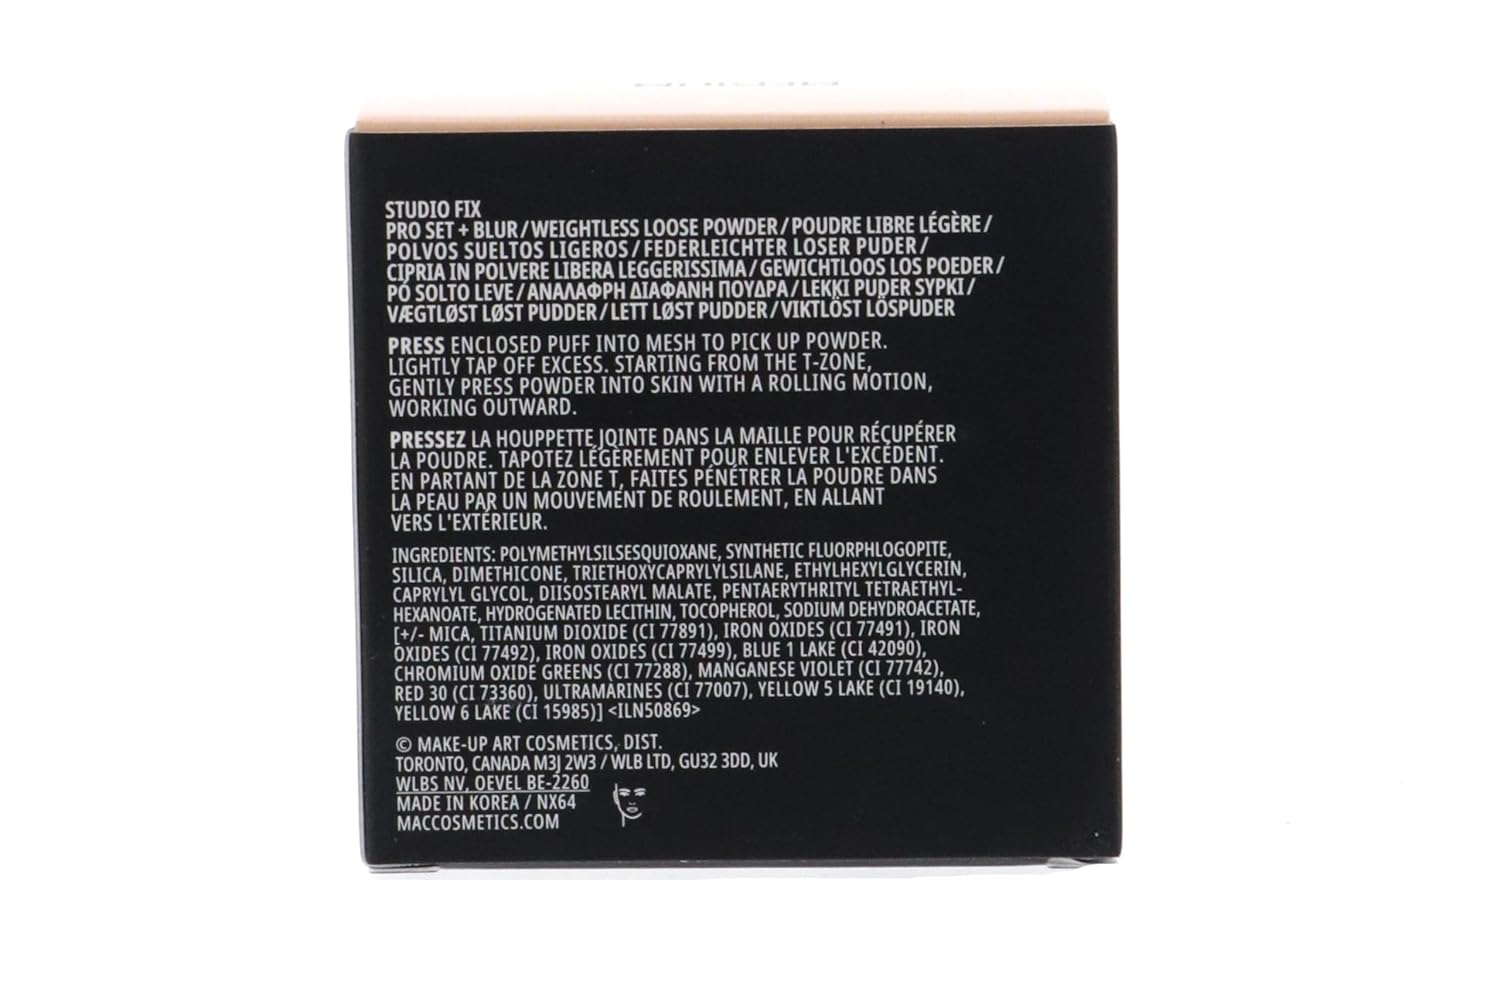 STUDIO FIX
PRO SET + BLUR / WEIGHTLESS LOOSE POWDER / POUDRE LIBRE LÉGÈRE /
POLVOS SUELTOS LIGEROS / FEDERLEICHTER LOSER PUDER /
CIPRIA IN POLVERE LIBERA LEGGERISSIMA / GEWICHTLOOS LOS POEDER /
PÓ SOLTO LEVE / ΑΝΑΛΑΦΡΗ ΔΙΑΦΑΝΗ ΠΟΥΔΡΑ / LEKKI PUDER SYPKI /
VÆGTLØST LØST PUDDER / LETT LØST PUDDER / VIKTLÖST LÖSPUDER
PRESS ENCLOSED PUFF INTO MESH TO PICK UP POWDER.
LIGHTLY TAP OFF EXCESS. STARTING FROM THE T-ZONE,
GENTLY PRESS POWDER INTO SKIN WITH A ROLLING MOTION,
WORKING OUTWARD.
PRESSEZ LA HOUPPETTE JOINTE DANS LA MAILLE POUR RÉCUPÉRER
LA POUDRE. TAPOTEZ LÉGÈREMENT POUR ENLEVER L'EXCÉDENT.
EN PARTANT DE LA ZONE T, FAITES PÉNÉTRER LA POUDRE DANS
LA PEAU PAR UN MOUVEMENT DE ROULEMENT, EN ALLANT
VERS L'EXTÉRIEUR.
INGREDIENTS: POLYMETHYLSILSESQUIOXANE, SYNTHETIC FLUORPHLOGOPITE,
SILICA, DIMETHICONE, TRIETHOXYCAPRYLYLSILANE, ETHYLHEXYLGLYCERIN,
CAPRYLYL GLYCOL, DIISOSTEARYL MALATE, PENTAERYTHRITYL TETRAETHYL-
HEXANOATE, HYDROGENATED LECITHIN, TOCOPHEROL, SODIUM DEHYDROACETATE,
[+/- MICA, TITANIUM DIOXIDE (CI 77891), IRON OXIDES (CI 77491), IRON
OXIDES (CI 77492), IRON OXIDES (CI 77499), BLUE 1 LAKE (CI 42090),
CHROMIUM OXIDE GREENS (CI 77288), MANGANESE VIOLET (CI 77742),
RED 30 (CI 73360), ULTRAMARINES (CI 77007), YELLOW 5 LAKE (CI 19140),
YELLOW 6 LAKE (CI 15985)] <ILN50869>
© MAKE-UP ART COSMETICS, DIST.
TORONTO, CANADA M3J 2W3 / WLB LTD, GU32 3DD, UK
WLBS NV, OEVEL BE-2260
MADE IN KOREA / NX64
MACCOSMETICS.COM